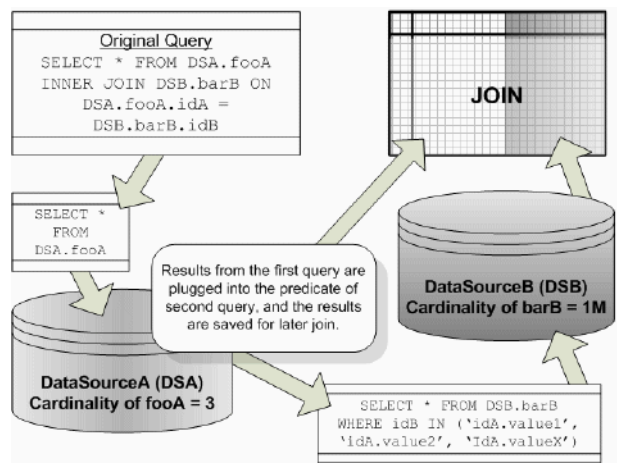 Original Query
SELECT * FROM DSA.fooA
INNER JOIN DSB.barB ON
DSA.fooA.idA =
DSB.barB.idB
JOIN
SELECT *
FROM
DSA.fooA
Results from the first query are
plugged into the predicate of
second query, and the results
are saved for later join.
DataSourceB (DSB)
Cardinality of barB = 1M
DataSourceA (DSA)
Cardinality of fooA = 3
SELECT * FROM DSB.barB
WHERE idB IN (‘idA.value1’,
‘idA.value2’, ‘IdA.valueX’)